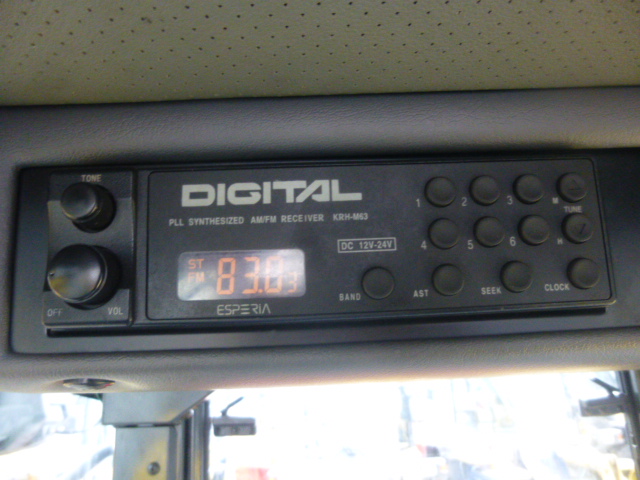 TONE
OFF VOL
DIGITAL
PLL SYNTHESIZED AM/FM RECEIVER KRH-M63
DC 12V-24V
ST
FM 83.0 3
ESPERIA
BAND AST SEEK CLOCK
1 2 3 M
TUNE
4 5 6 H